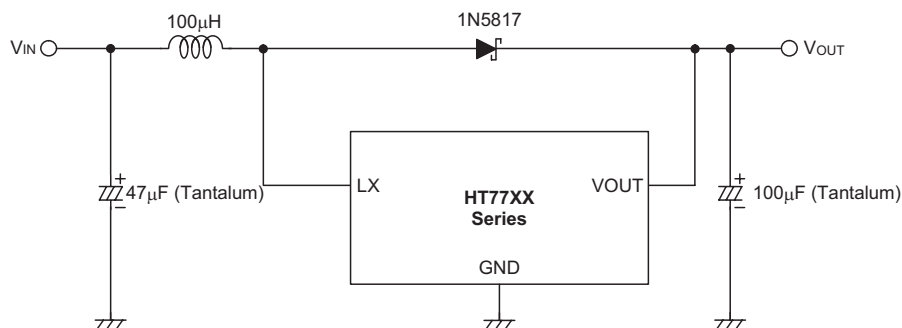 100µH
1N5817
VIN
VOUT
+
47µF (Tantalum)
−
LX
HT77XX
Series
VOUT
GND
+
100µF (Tantalum)
−